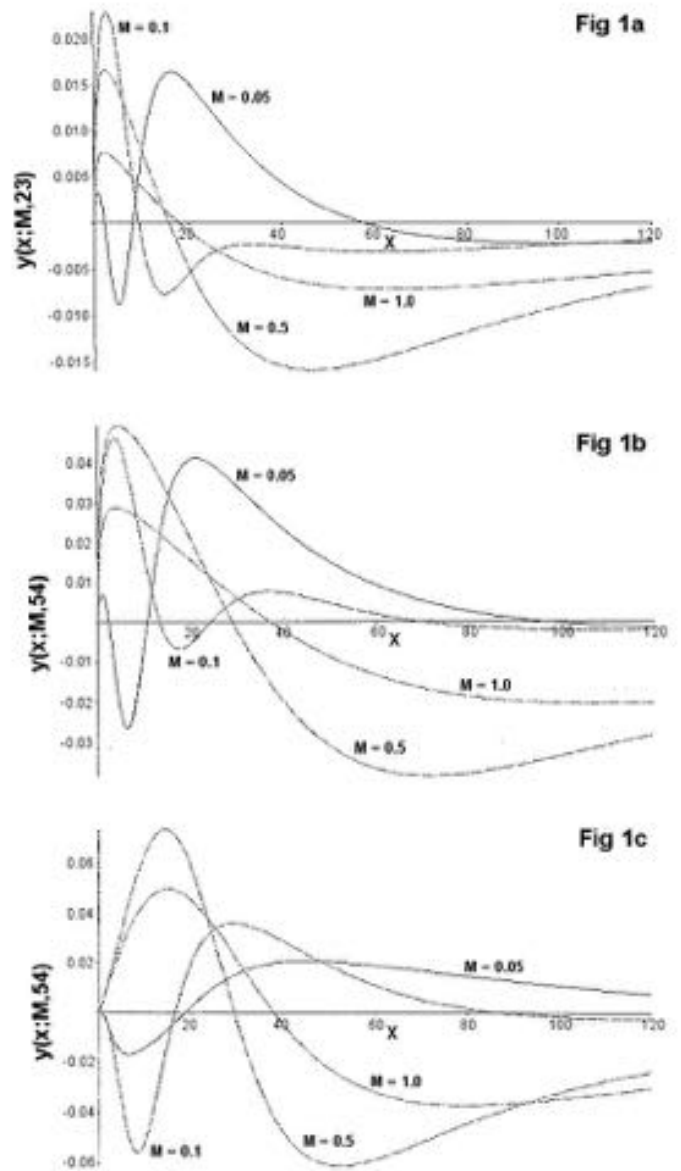 Fig 1a
0.020
M = 0.1
0.015
M = 0.05
0.010
0.005
y(x;M,23)
20 40 60 80 100 120
X
-0.005
M = 1.0
-0.010
M = 0.5
-0.015
Fig 1b
0.04
M = 0.05
0.03
0.02
0.01
y(x;M,54)
20 40 60 80 100 120
X
-0.01
M = 0.1
M = 1.0
-0.02
M = 0.5
-0.03
Fig 1c
0.06
0.04
M = 0.05
0.02
y(x;M,54)
20 40 60 80 100 120
X
-0.02
M = 1.0
-0.04
M = 0.1
M = 0.5
-0.06